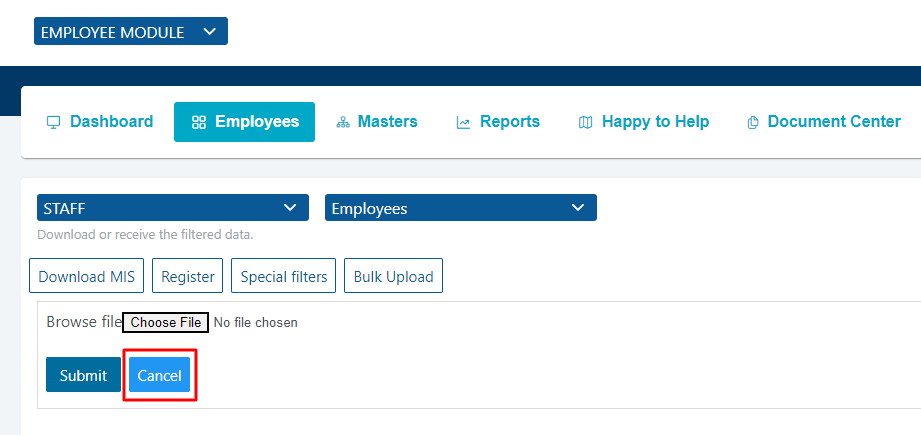 EMPLOYEE MODULE
Dashboard Employees Masters Reports Happy to Help Document Center
STAFF Employees
Download or receive the filtered data.
Download MIS Register Special filters Bulk Upload
Browse file Choose File No file chosen
Submit Cancel